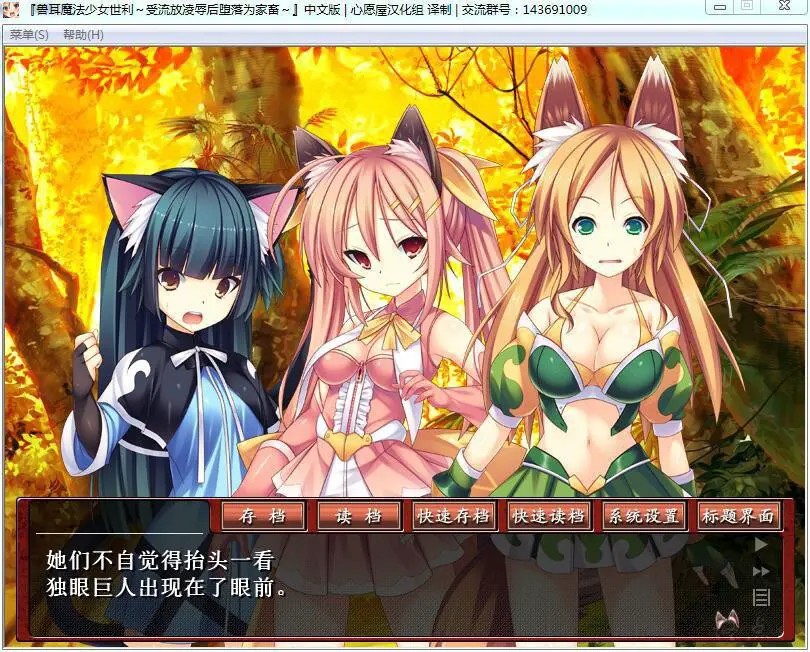 『兽耳魔法少女世利～受流放凌辱后堕落为家畜～』中文版 | 心愿屋汉化组 译制 | 交流群号：143691009
菜单(S) 帮助(H)
存 档 读 档 快速存档 快速读档 系统设置 标题界面
她们不自觉得抬头一看
独眼巨人出现在了眼前。